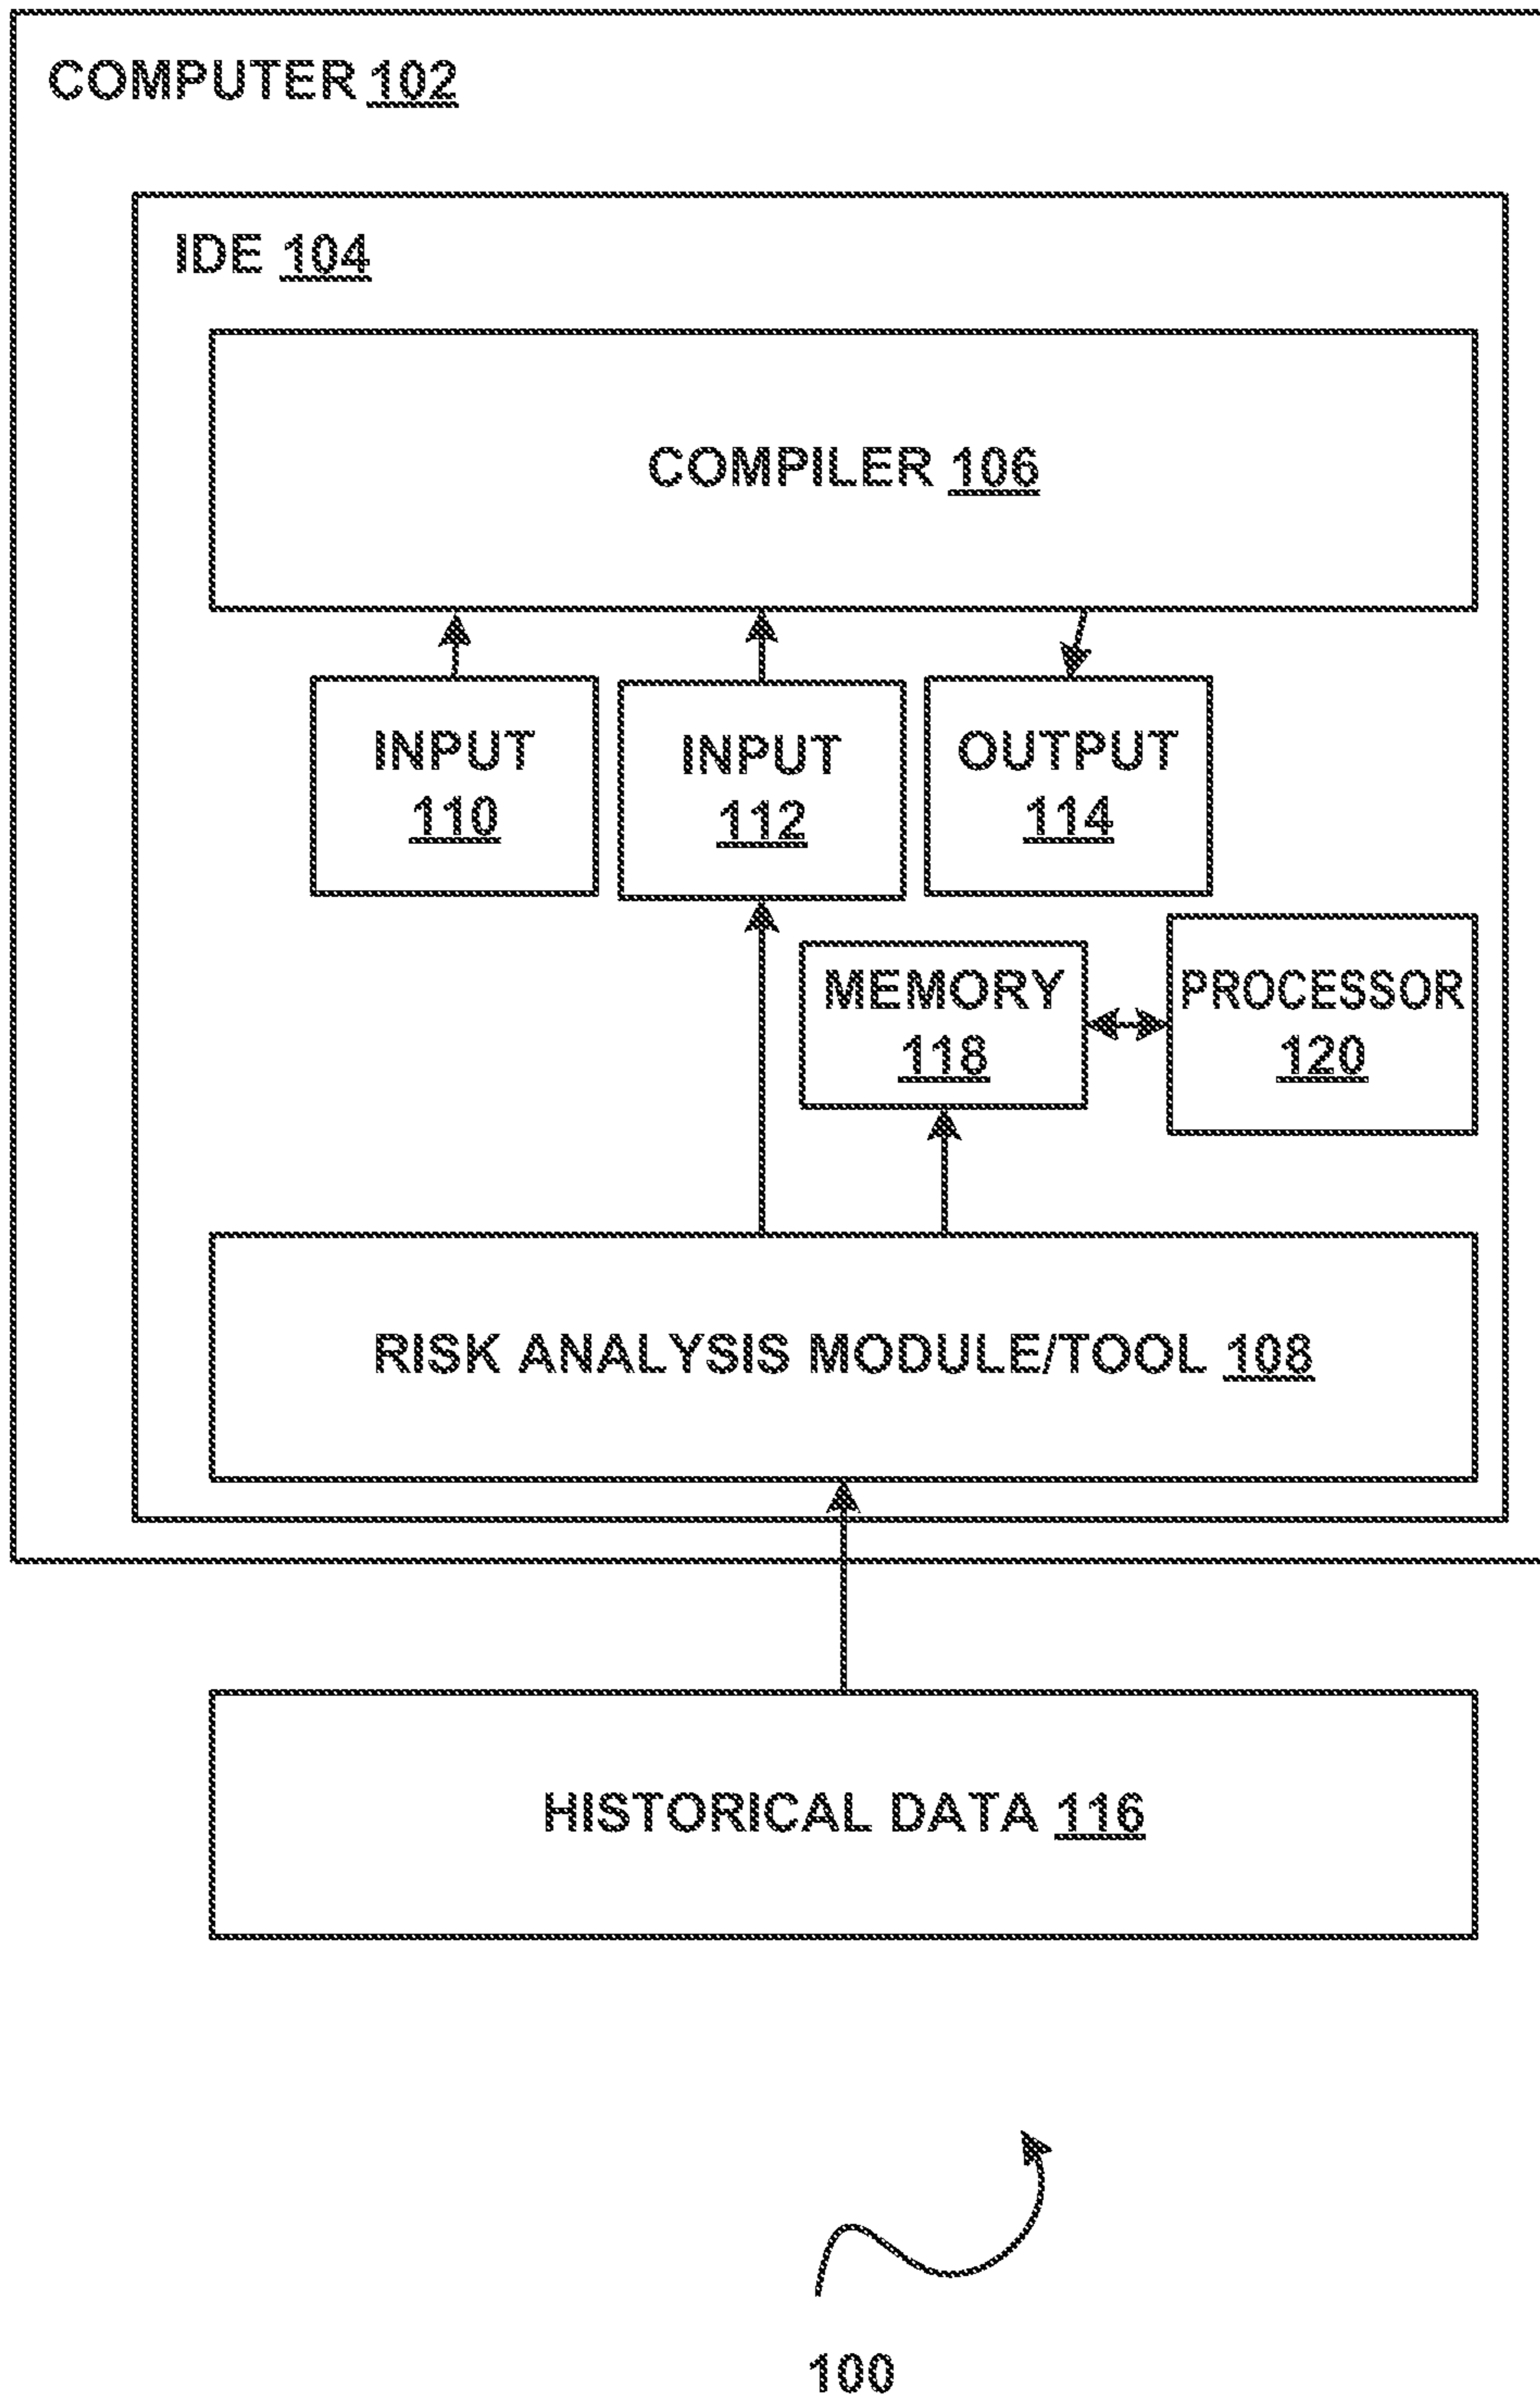 COMPUTER 102
IDE 104
COMPILER 106
INPUT
110
INPUT
112
OUTPUT
114
MEMORY
118
PROCESSOR
120
RISK ANALYSIS MODULE/TOOL 108
HISTORICAL DATA 116
100